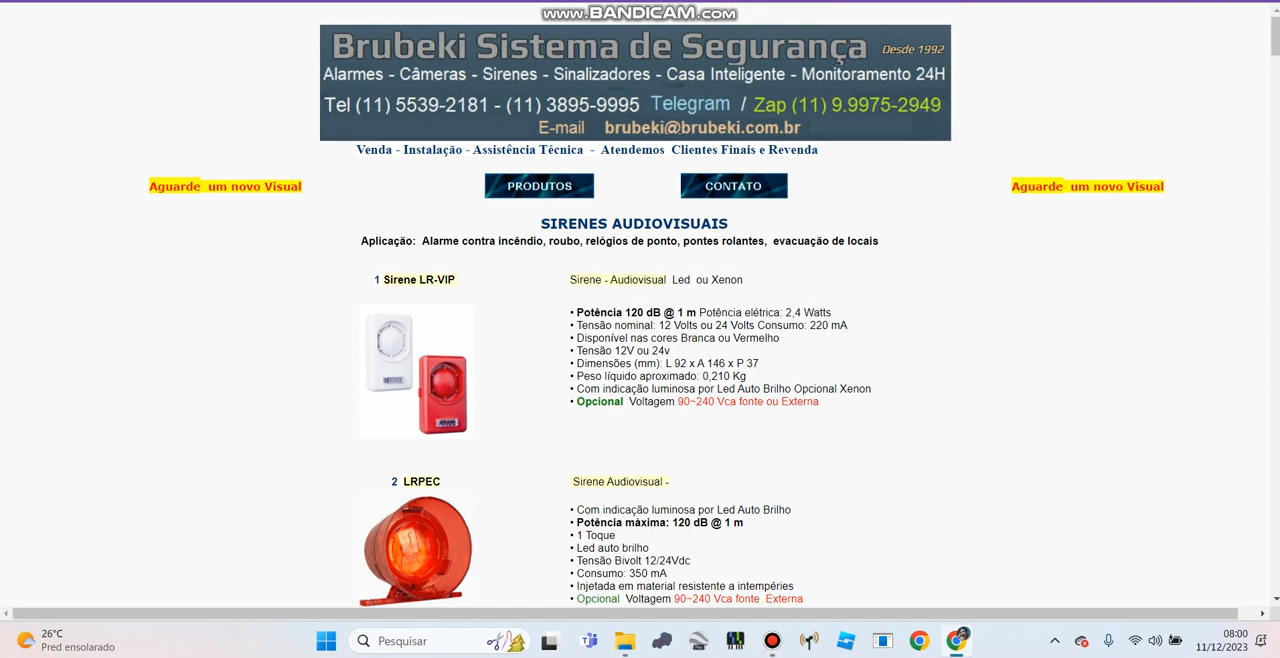 www.BANDICAM.com
Brubeki Sistema de Segurança Desde 1992
Alarmes - Câmeras - Sirenes - Sinalizadores - Casa Inteligente - Monitoramento 24H
Tel (11) 5539-2181 - (11) 3895-9995 Telegram / Zap (11) 9.9975-2949
E-mail brubeki@brubeki.com.br
Venda - Instalação - Assistência Técnica - Atendemos Clientes Finais e Revenda
Aguarde um novo Visual
PRODUTOS
CONTATO
Aguarde um novo Visual
SIRENES AUDIOVISUAIS
Aplicação: Alarme contra incêndio, roubo, relógios de ponto, pontes rolantes, evacuação de locais
1 Sirene LR-VIP
Sirene - Audiovisual Led ou Xenon
• Potência 120 dB @ 1 m Potência elétrica: 2,4 Watts
• Tensão nominal: 12 Volts ou 24 Volts Consumo: 220 mA
• Disponível nas cores Branca ou Vermelho
• Tensão 12V ou 24v
• Dimensões (mm): L 92 x A 146 x P 37
• Peso líquido aproximado: 0,210 Kg
• Com indicação luminosa por Led Auto Brilho Opcional Xenon
• Opcional Voltagem 90~240 Vca fonte ou Externa
2 LRPEC
Sirene Audiovisual -
• Com indicação luminosa por Led Auto Brilho
• Potência máxima: 120 dB @ 1 m
• 1 Toque
• Led auto brilho
• Tensão Bivolt 12/24Vdc
• Consumo: 350 mA
• Injetada em material resistente a intempéries
• Opcional Voltagem 90~240 Vca fonte Externa
26°C
Pred ensolarado
Pesquisar
08:00
11/12/2023